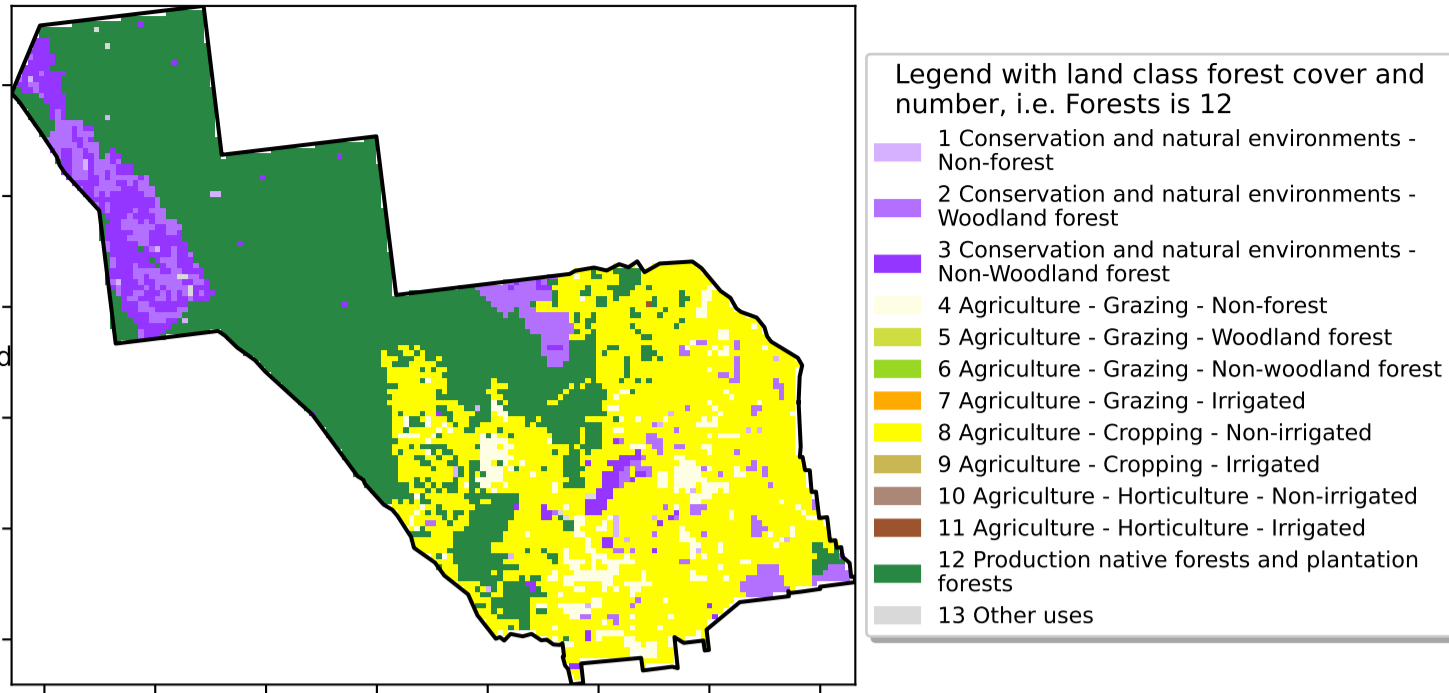 d
Legend with land class forest cover and
number, i.e. Forests is 12
1 Conservation and natural environments -
Non-forest
2 Conservation and natural environments -
Woodland forest
3 Conservation and natural environments -
Non-Woodland forest
4 Agriculture - Grazing - Non-forest
5 Agriculture - Grazing - Woodland forest
6 Agriculture - Grazing - Non-woodland forest
7 Agriculture - Grazing - Irrigated
8 Agriculture - Cropping - Non-irrigated
9 Agriculture - Cropping - Irrigated
10 Agriculture - Horticulture - Non-irrigated
11 Agriculture - Horticulture - Irrigated
12 Production native forests and plantation
forests
13 Other uses